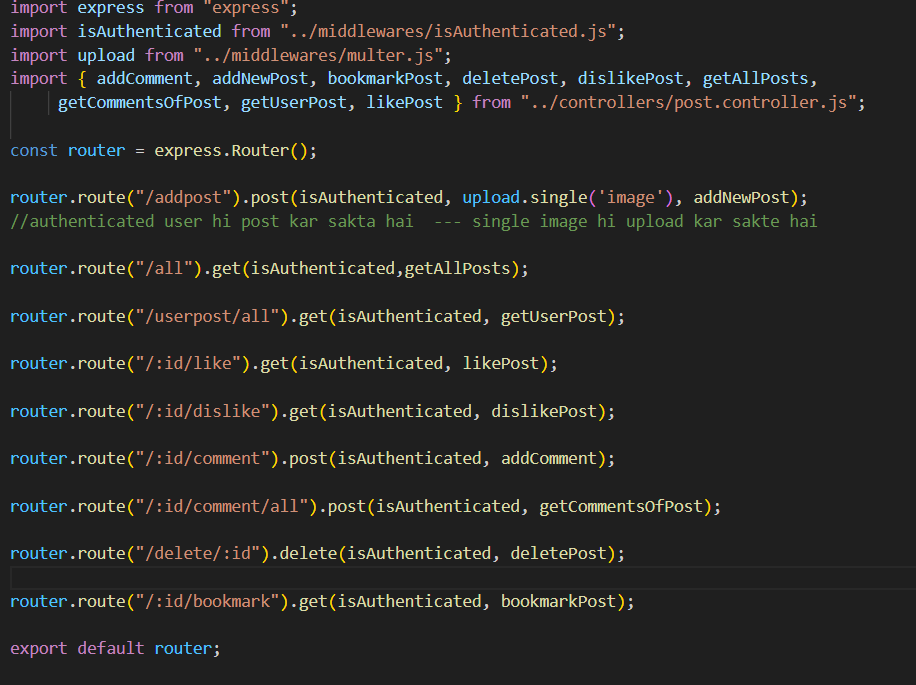 import express from "express";
import isAuthenticated from "../middlewares/isAuthenticated.js";
import upload from "../middlewares/multer.js";
import { addComment, addNewPost, bookmarkPost, deletePost, dislikePost, getAllPosts,
getCommentsOfPost, getUserPost, likePost } from "../controllers/post.controller.js";
const router = express.Router();
router.route("/addpost").post(isAuthenticated, upload.single('image'), addNewPost);
//authenticated user hi post kar sakta hai --- single image hi upload kar sakte hai
router.route("/all").get(isAuthenticated,getAllPosts);
router.route("/userpost/all").get(isAuthenticated, getUserPost);
router.route("/:id/like").get(isAuthenticated, likePost);
router.route("/:id/dislike").get(isAuthenticated, dislikePost);
router.route("/:id/comment").post(isAuthenticated, addComment);
router.route("/:id/comment/all").post(isAuthenticated, getCommentsOfPost);
router.route("/delete/:id").delete(isAuthenticated, deletePost);
router.route("/:id/bookmark").get(isAuthenticated, bookmarkPost);
export default router;